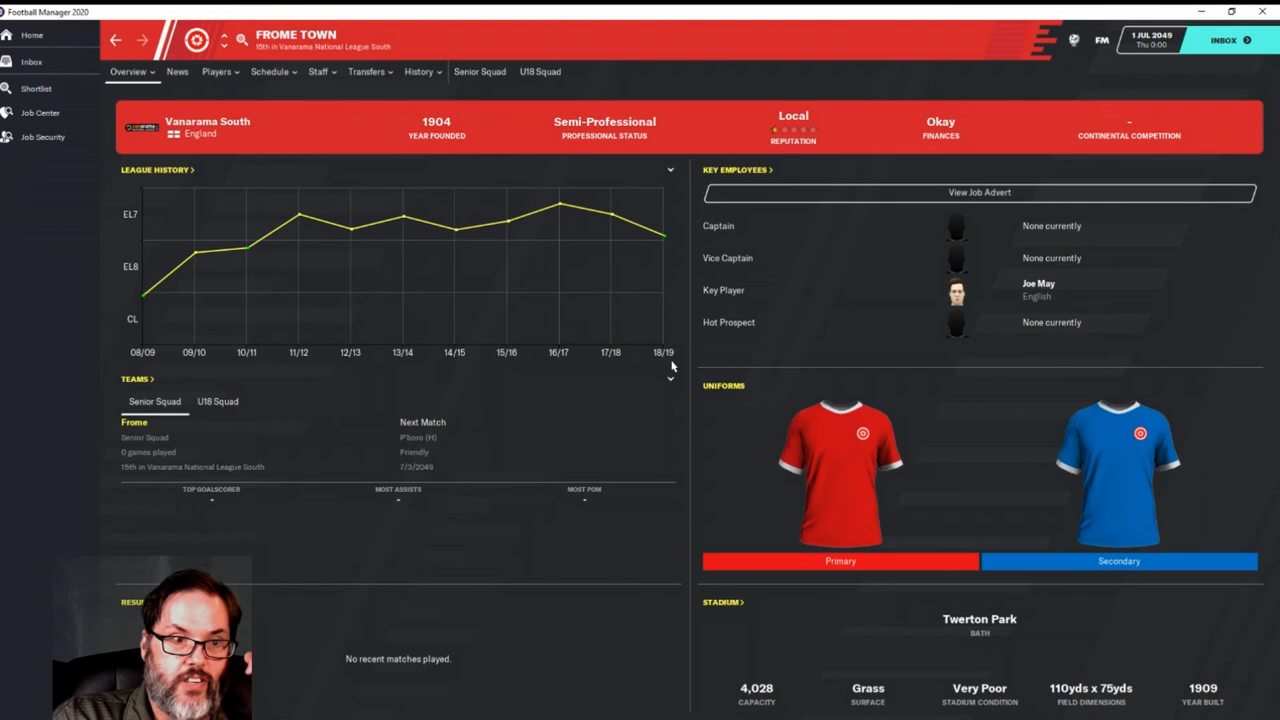 Football Manager 2020
Home
Inbox
Shortlist
Job Center
Job Security
FROME TOWN
15th in Vanarama National League South
FM
1 JUL 2049
Thu 0:00
INBOX
Overview
News
Players
Schedule
Staff
Transfers
History
Senior Squad
U18 Squad
Vanarama South
England
1904
YEAR FOUNDED
Semi-Professional
PROFESSIONAL STATUS
Local
REPUTATION
Okay
FINANCES
-
CONTINENTAL COMPETITION
LEAGUE HISTORY >
EL7
EL8
CL
08/09 09/10 10/11 11/12 12/13 13/14 14/15 15/16 16/17 17/18 18/19
TEAMS >
Senior Squad U18 Squad
Frome
Senior Squad
0 games played
15th in Vanarama National League South
Next Match
P'boro (H)
Friendly
7/3/2049
TOP GOALSCORER
-
MOST ASSISTS
-
MOST POM
-
RESU
No recent matches played.
KEY EMPLOYEES >
View Job Advert
Captain None currently
Vice Captain None currently
Key Player Joe May
English
Hot Prospect None currently
UNIFORMS
Primary
Secondary
STADIUM >
Twerton Park
BATH
4,028
CAPACITY
Grass
SURFACE
Very Poor
STADIUM CONDITION
110yds x 75yds
FIELD DIMENSIONS
1909
YEAR BUILT